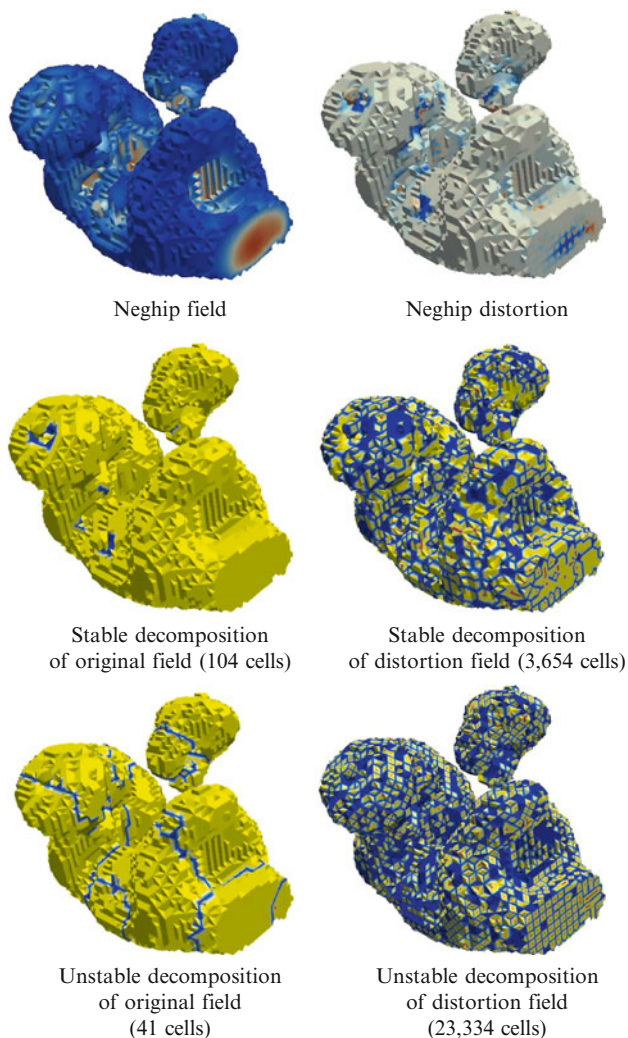 Neghip field
Neghip distortion
Stable decomposition
of original field (104 cells)
Stable decomposition
of distortion field (3,654 cells)
Unstable decomposition
of original field
(41 cells)
Unstable decomposition
of distortion field
(23,334 cells)